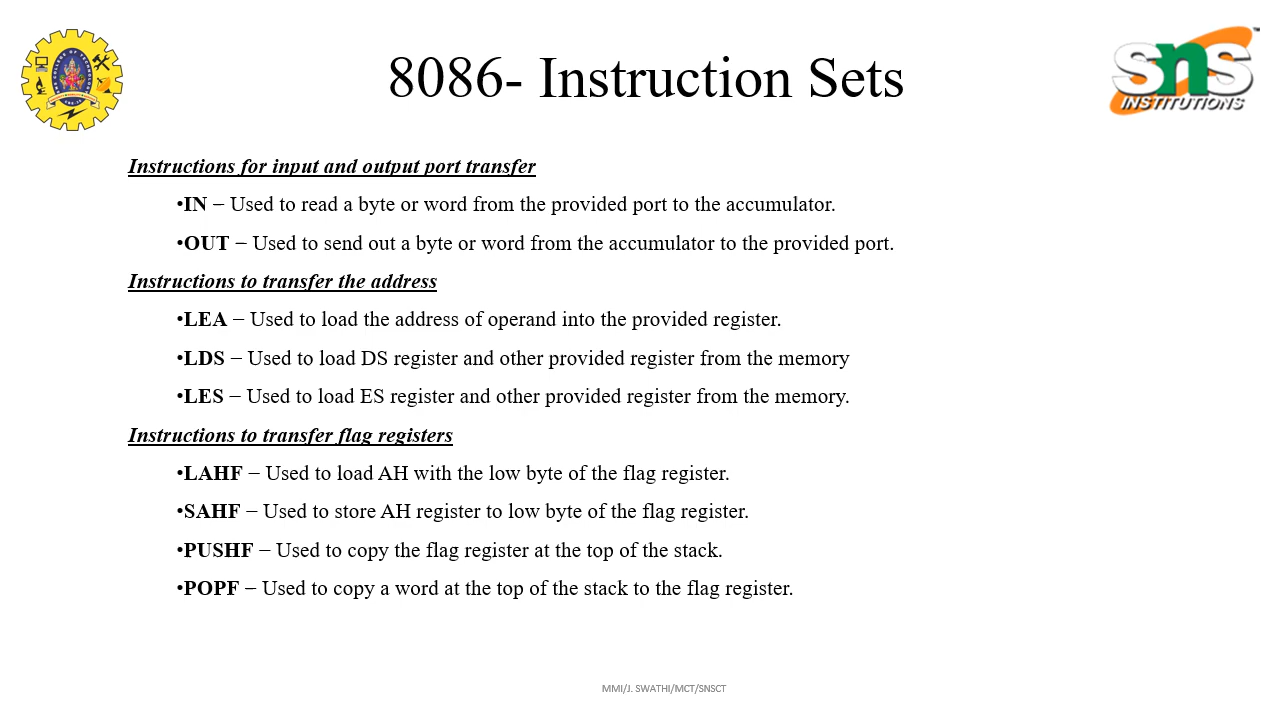 8086- Instruction Sets
sns
INSTITUTIONS
™
Instructions for input and output port transfer
•IN – Used to read a byte or word from the provided port to the accumulator.
•OUT – Used to send out a byte or word from the accumulator to the provided port.
Instructions to transfer the address
•LEA – Used to load the address of operand into the provided register.
•LDS – Used to load DS register and other provided register from the memory
•LES – Used to load ES register and other provided register from the memory.
Instructions to transfer flag registers
•LAHF – Used to load AH with the low byte of the flag register.
•SAHF – Used to store AH register to low byte of the flag register.
•PUSHF – Used to copy the flag register at the top of the stack.
•POPF – Used to copy a word at the top of the stack to the flag register.
MMI/J. SWATHI/MCT/SNSCT